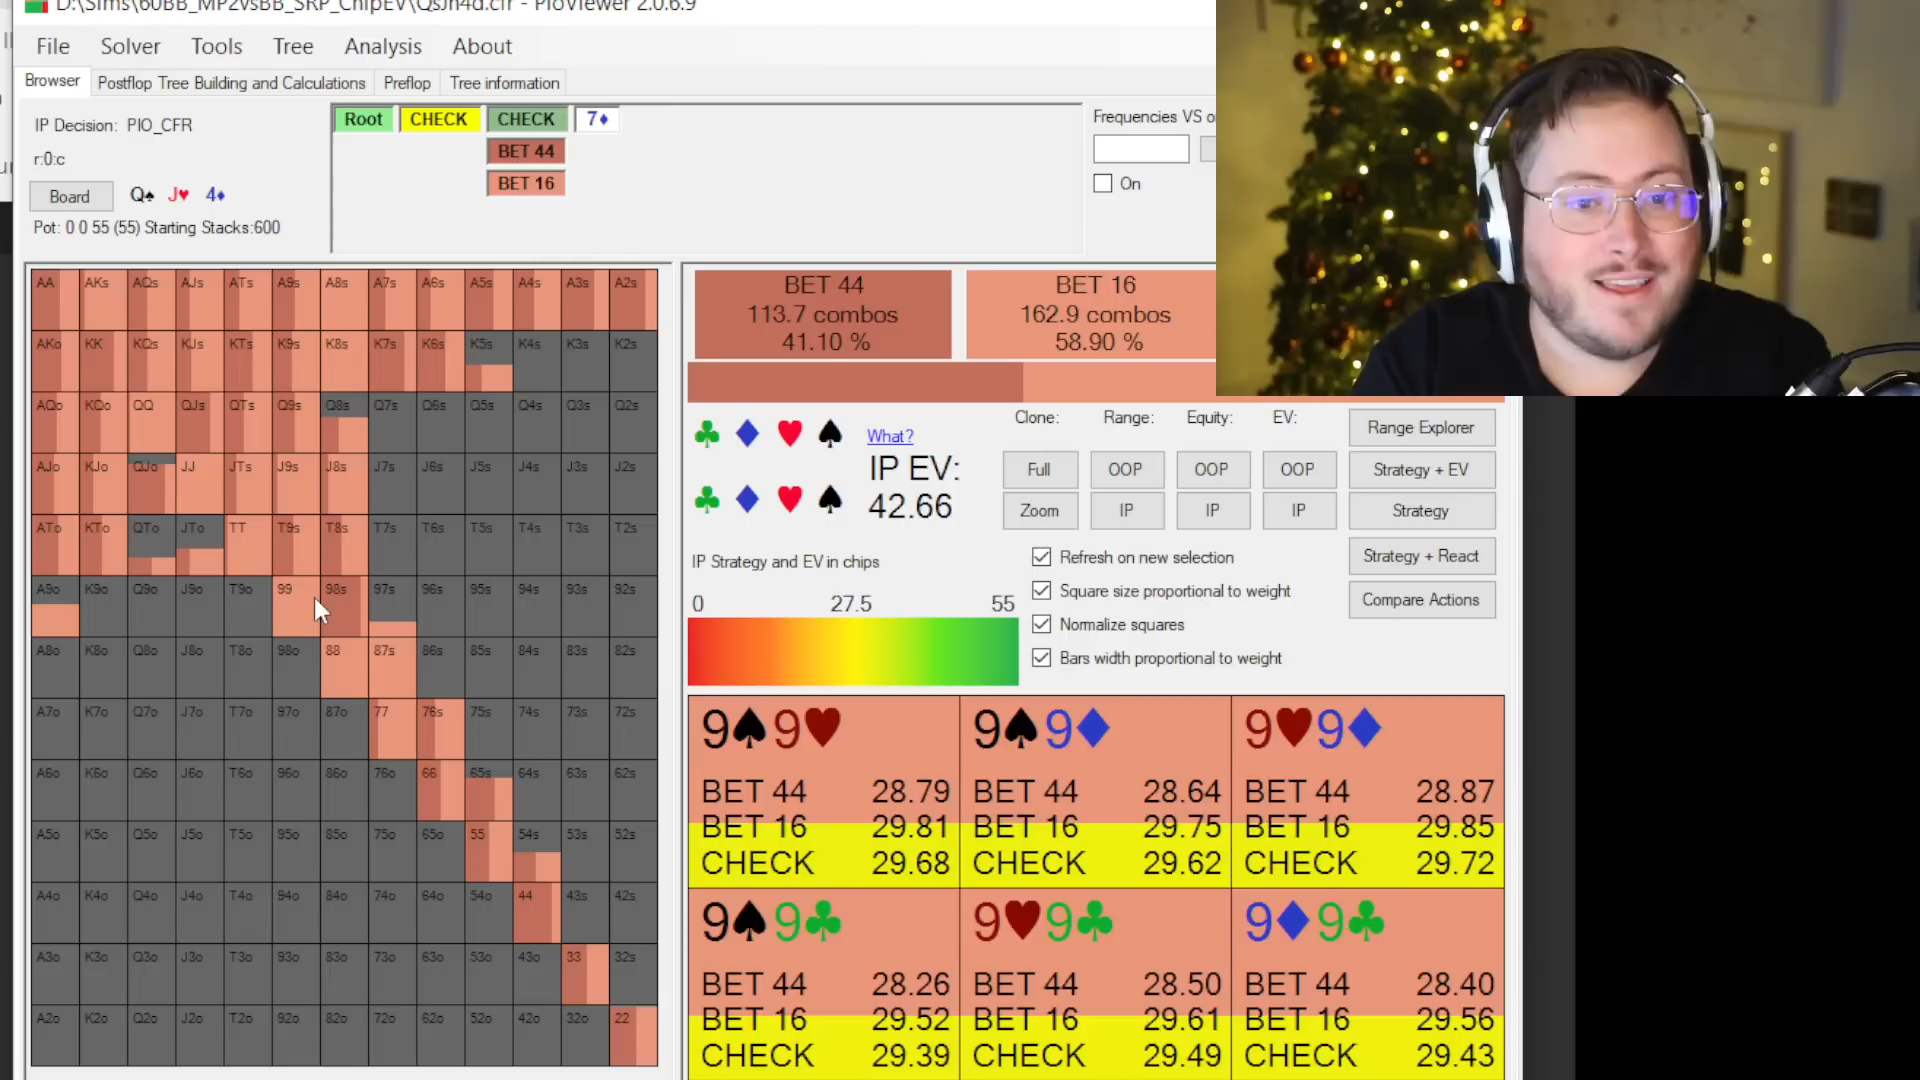 D:\Sims\60BB_MP2vsBB_SRP_ChipEV\QsJh4d.cfr - PioViewer 2.0.6.9
File Solver Tools Tree Analysis About
Browser Postflop Tree Building and Calculations Preflop Tree information
IP Decision: PIO_CFR
r:0:c
Board Q♠ J♥ 4♦
Pot: 0 0 55 (55) Starting Stacks:600
Root CHECK CHECK 7♦
BET 44
BET 16
Frequencies VS o
On
AA AKs AQs AJs ATs A9s A8s A7s A6s A5s A4s A3s A2s
AKo KK KQs KJs KTs K9s K8s K7s K6s K5s K4s K3s K2s
AQo KQo QQ QJs QTs Q9s Q8s Q7s Q6s Q5s Q4s Q3s Q2s
AJo KJo QJo JJ JTs J9s J8s J7s J6s J5s J4s J3s J2s
ATo KTo QTo JTo TT T9s T8s T7s T6s T5s T4s T3s T2s
A9o K9o Q9o J9o T9o 99 98s 97s 96s 95s 94s 93s 92s
A8o K8o Q8o J8o T8o 98o 88 87s 86s 85s 84s 83s 82s
A7o K7o Q7o J7o T7o 97o 87o 77 76s 75s 74s 73s 72s
A6o K6o Q6o J6o T6o 96o 86o 76o 66 65s 64s 63s 62s
A5o K5o Q5o J5o T5o 95o 85o 75o 65o 55 54s 53s 52s
A4o K4o Q4o J4o T4o 94o 84o 74o 64o 54o 44 43s 42s
A3o K3o Q3o J3o T3o 93o 83o 73o 63o 53o 43o 33 32s
A2o K2o Q2o J2o T2o 92o 82o 72o 62o 52o 42o 32o 22
BET 44 BET 16
113.7 combos 162.9 combos
41.10 % 58.90 %
♣ ♦ ♥ ♠ What?
♣ ♦ ♥ ♠
IP EV:
42.66
Clone: Range: Equity: EV:
Full OOP OOP OOP
Zoom IP IP IP
Range Explorer
Strategy + EV
Strategy
Strategy + React
Compare Actions
IP Strategy and EV in chips
0 27.5 55
Refresh on new selection
Square size proportional to weight
Normalize squares
Bars width proportional to weight
9♠9♥ 9♠9♦ 9♥9♦
BET 44 28.79 BET 44 28.64 BET 44 28.87
BET 16 29.81 BET 16 29.75 BET 16 29.85
CHECK 29.68 CHECK 29.62 CHECK 29.72
9♠9♣ 9♥9♣ 9♦9♣
BET 44 28.26 BET 44 28.50 BET 44 28.40
BET 16 29.52 BET 16 29.61 BET 16 29.56
CHECK 29.39 CHECK 29.49 CHECK 29.43